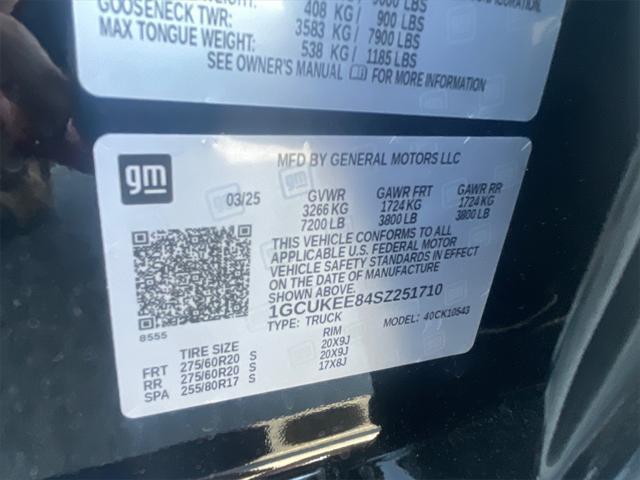 408 KG / 900 LBS
GOOSENECK TWR: 3583 KG / 7900 LBS
MAX TONGUE WEIGHT: 538 KG / 1185 LBS
SEE OWNER'S MANUAL FOR MORE INFORMATION
gm
MFD BY GENERAL MOTORS LLC
03/25 GVWR GAWR FRT GAWR RR
3266 KG 1724 KG 1724 KG
7200 LB 3800 LB 3800 LB
THIS VEHICLE CONFORMS TO ALL
APPLICABLE U.S. FEDERAL MOTOR
VEHICLE SAFETY STANDARDS IN EFFECT
ON THE DATE OF MANUFACTURE
SHOWN ABOVE.
1GCUKEE84SZ251710
TYPE: TRUCK MODEL: 40CK10543
8555
TIRE SIZE RIM
FRT 275/60R20 S 20X9J
RR 275/60R20 S 20X9J
SPA 255/80R17 S 17X8J